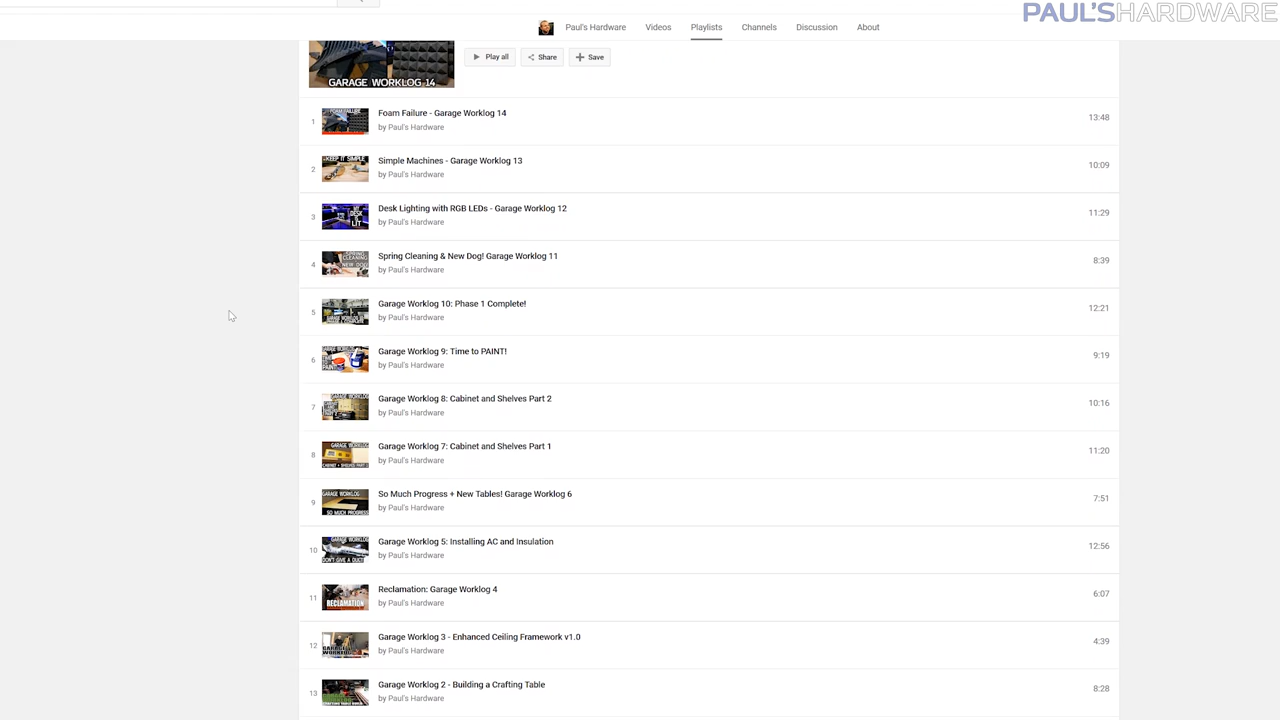 PAUL'SHARDWARE
Paul's Hardware Videos Playlists Channels Discussion About
GARAGE WORKLOG 14
Play all Share Save
1 Foam Failure - Garage Worklog 14 13:48
by Paul's Hardware
2 Simple Machines - Garage Worklog 13 10:09
by Paul's Hardware
3 Desk Lighting with RGB LEDs - Garage Worklog 12 11:29
by Paul's Hardware
4 Spring Cleaning & New Dog! Garage Worklog 11 8:39
by Paul's Hardware
5 Garage Worklog 10: Phase 1 Complete! 12:21
by Paul's Hardware
6 Garage Worklog 9: Time to PAINT! 9:19
by Paul's Hardware
7 Garage Worklog 8: Cabinet and Shelves Part 2 10:16
by Paul's Hardware
8 Garage Worklog 7: Cabinet and Shelves Part 1 11:20
by Paul's Hardware
9 So Much Progress + New Tables! Garage Worklog 6 7:51
by Paul's Hardware
10 Garage Worklog 5: Installing AC and Insulation 12:56
by Paul's Hardware
11 Reclamation: Garage Worklog 4 6:07
by Paul's Hardware
12 Garage Worklog 3 - Enhanced Ceiling Framework v1.0 4:39
by Paul's Hardware
13 Garage Worklog 2 - Building a Crafting Table 8:28
by Paul's Hardware